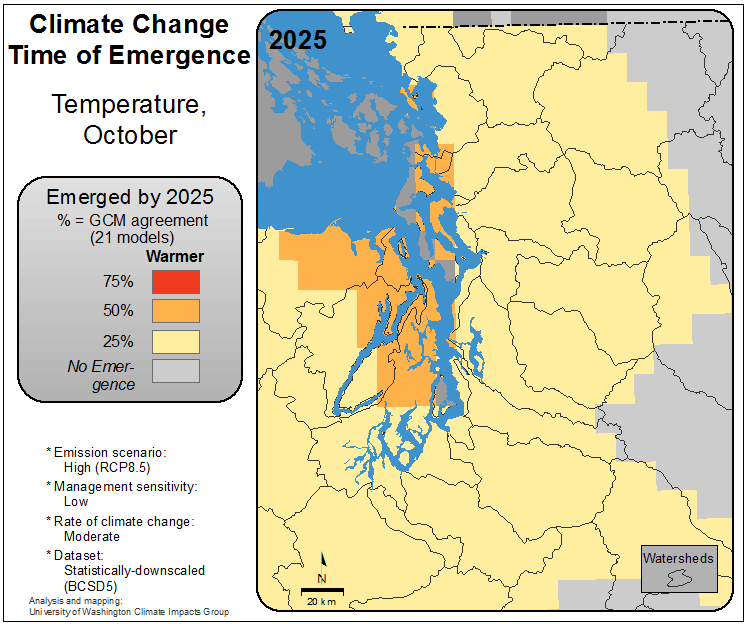 Climate Change
Time of Emergence
Temperature,
October
Emerged by 2025
% = GCM agreement
(21 models)
Warmer
75%
50%
25%
No Emer-
gence
* Emission scenario:
High (RCP8.5)
* Management sensitivity:
Low
* Rate of climate change:
Moderate
* Dataset:
Statistically-downscaled
(BCSD5)
Analysis and mapping:
University of Washington Climate Impacts Group
2025
N
20 km
Watersheds